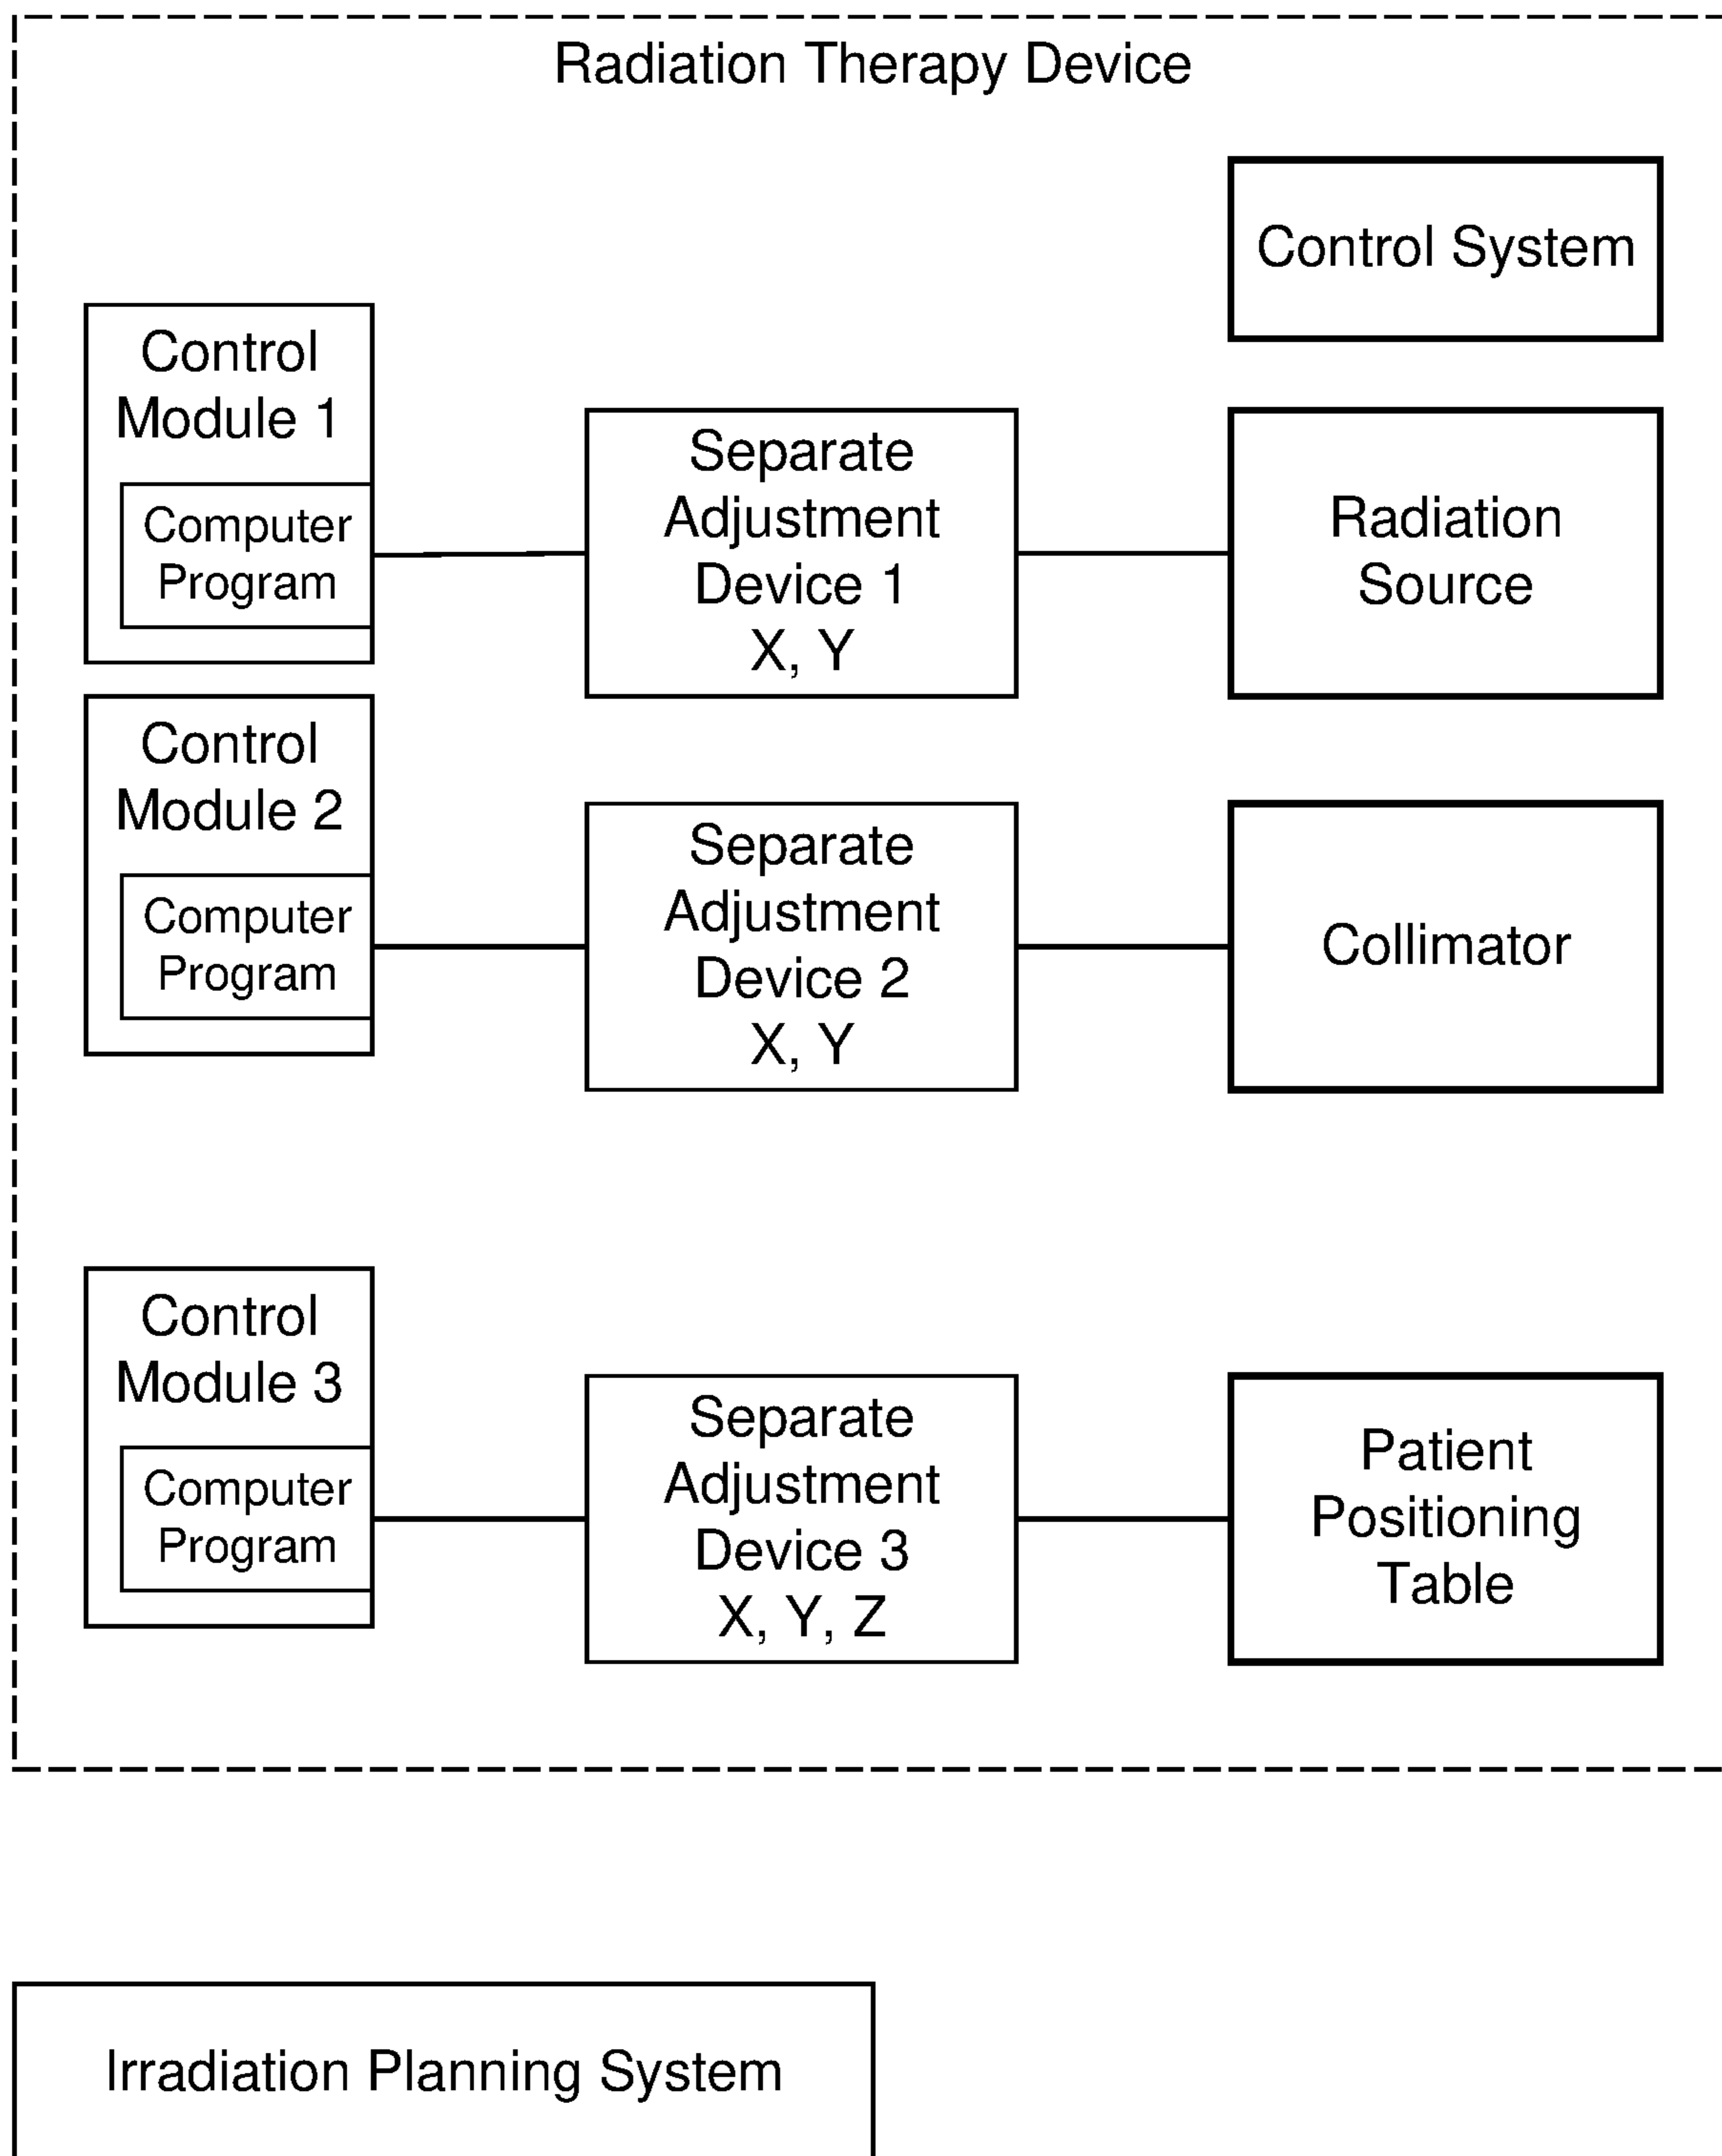 Radiation Therapy Device
Control System
Control
Module 1
Computer
Program
Separate
Adjustment
Device 1
X, Y
Radiation
Source
Control
Module 2
Computer
Program
Separate
Adjustment
Device 2
X, Y
Collimator
Control
Module 3
Computer
Program
Separate
Adjustment
Device 3
X, Y, Z
Patient
Positioning
Table
Irradiation Planning System